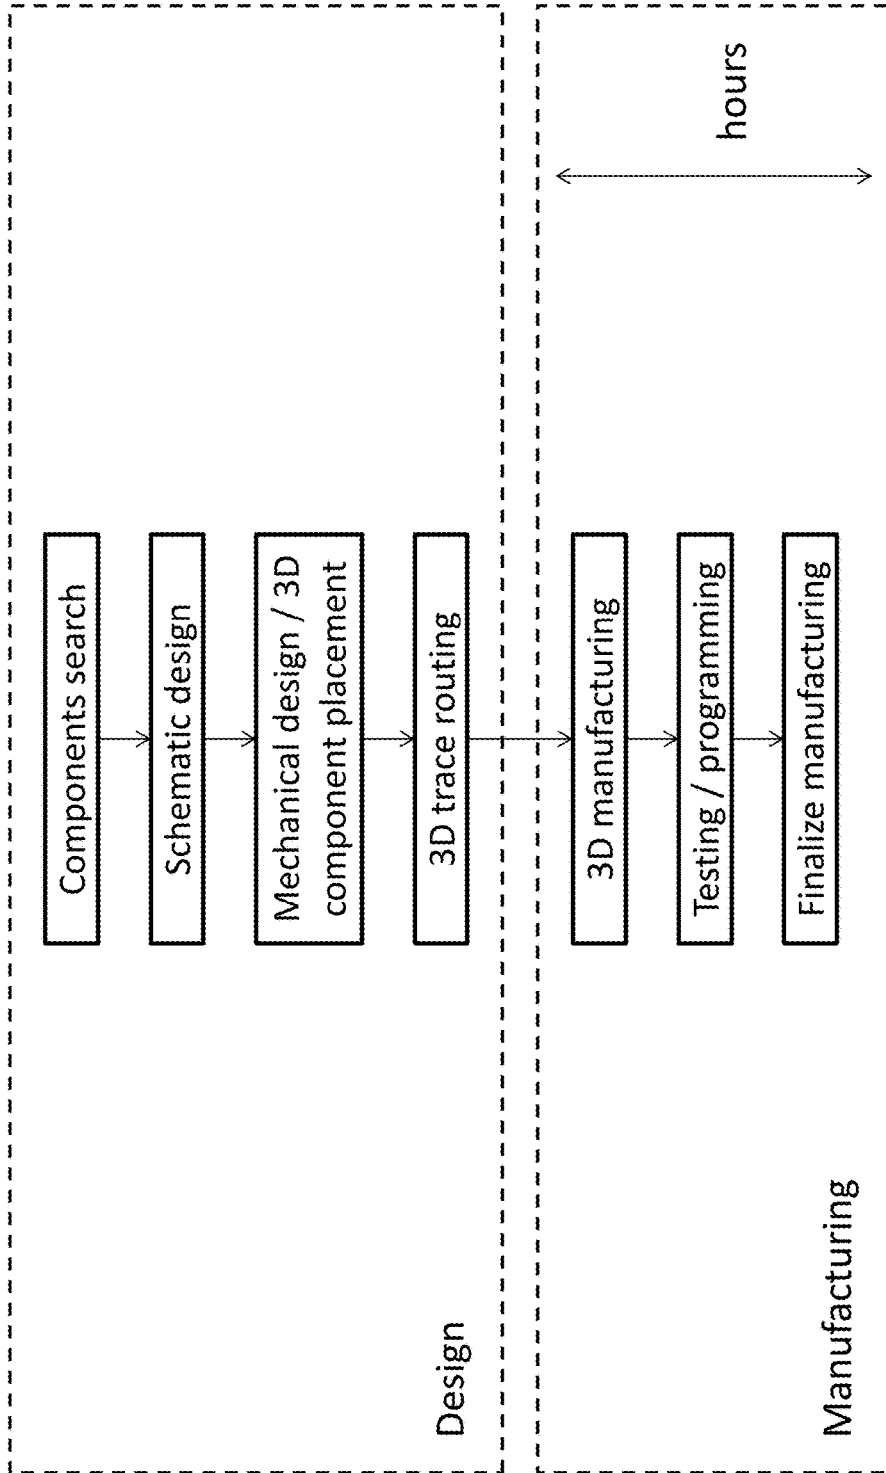 Components search
Schematic design
Mechanical design / 3D
component placement
3D trace routing
Design
3D manufacturing
Testing / programming
Finalize manufacturing
hours
Manufacturing